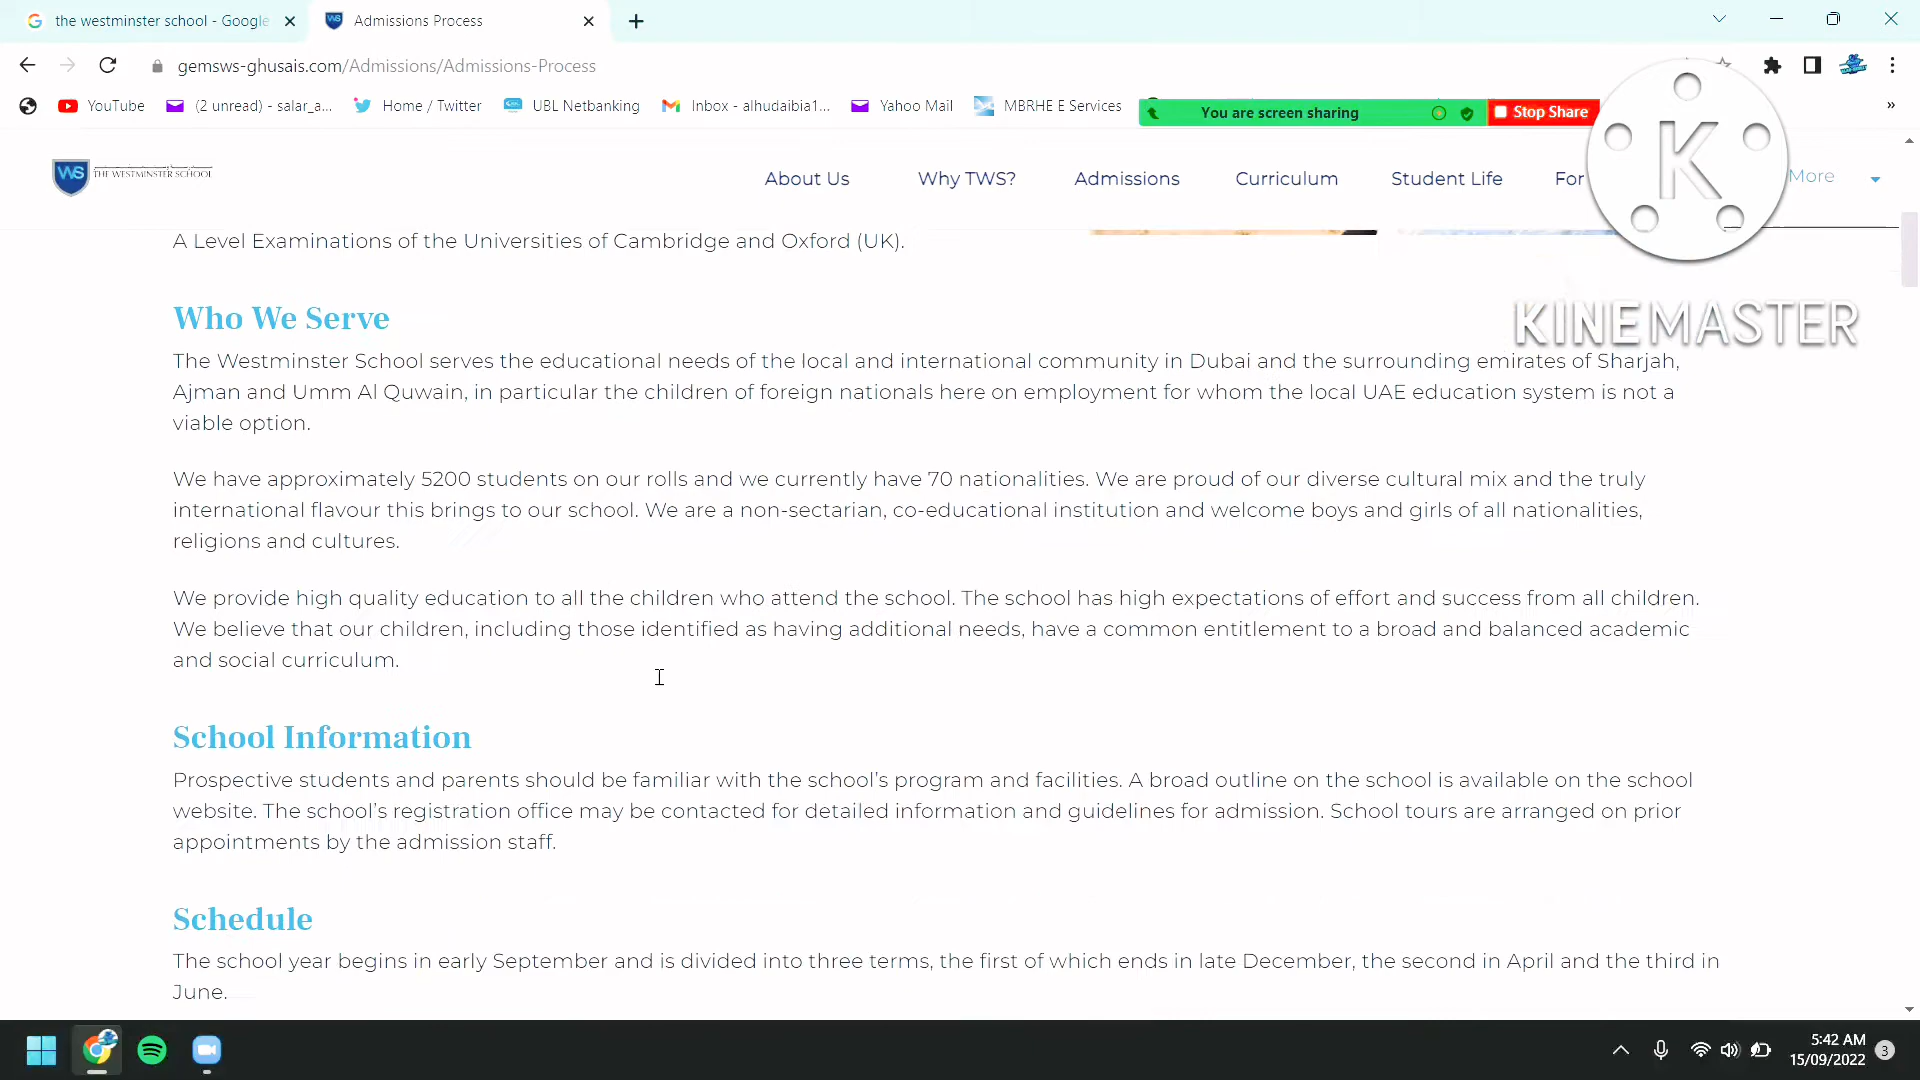 the westminster school - Google
Admissions Process
gemsws-ghusais.com/Admissions/Admissions-Process
YouTube
(2 unread) - salar_a...
Home / Twitter
UBL Netbanking
Inbox - alhudaibia1...
Yahoo Mail
MBRHE E Services
You are screen sharing
Stop Share
»
WS
THE WESTMINSTER SCHOOL
About Us
Why TWS?
Admissions
Curriculum
Student Life
For
More
K
KINEMASTER
A Level Examinations of the Universities of Cambridge and Oxford (UK).
Who We Serve
The Westminster School serves the educational needs of the local and international community in Dubai and the surrounding emirates of Sharjah,
Ajman and Umm Al Quwain, in particular the children of foreign nationals here on employment for whom the local UAE education system is not a
viable option.
We have approximately 5200 students on our rolls and we currently have 70 nationalities. We are proud of our diverse cultural mix and the truly
international flavour this brings to our school. We are a non-sectarian, co-educational institution and welcome boys and girls of all nationalities,
religions and cultures.
We provide high quality education to all the children who attend the school. The school has high expectations of effort and success from all children.
We believe that our children, including those identified as having additional needs, have a common entitlement to a broad and balanced academic
and social curriculum.
School Information
Prospective students and parents should be familiar with the school's program and facilities. A broad outline on the school is available on the school
website. The school's registration office may be contacted for detailed information and guidelines for admission. School tours are arranged on prior
appointments by the admission staff.
Schedule
The school year begins in early September and is divided into three terms, the first of which ends in late December, the second in April and the third in
June.
5:42 AM
15/09/2022
3